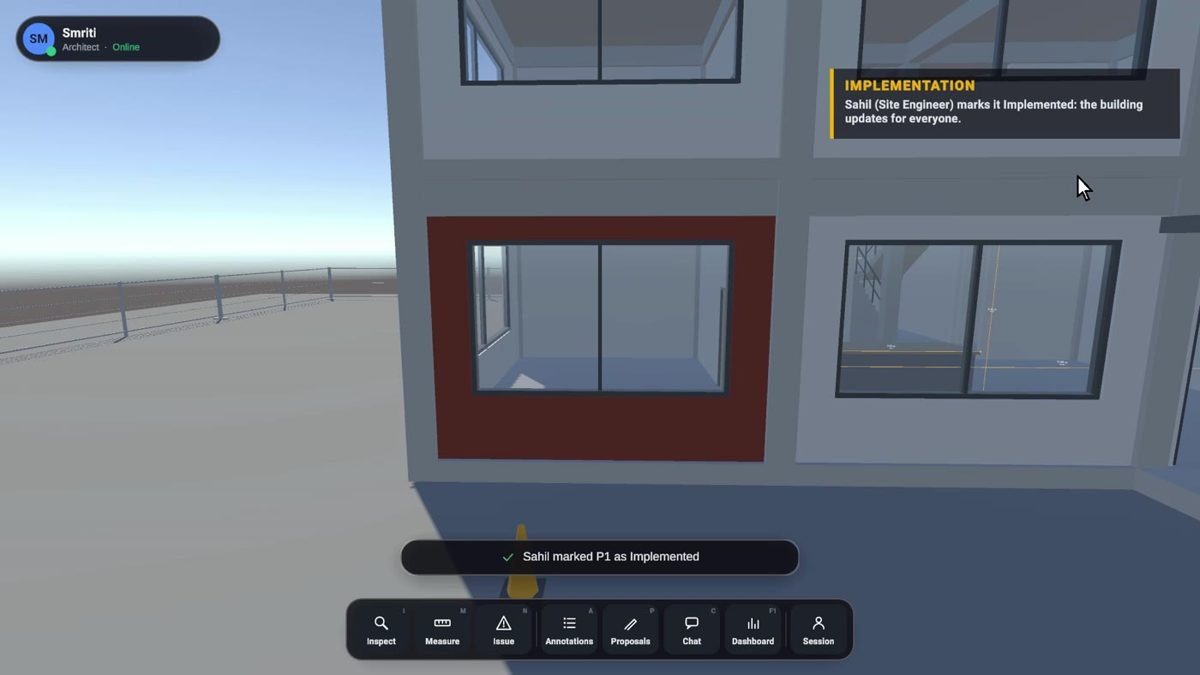 SM
Smriti
Architect · Online
IMPLEMENTATION
Sahil (Site Engineer) marks it Implemented: the building
updates for everyone.
Sahil marked P1 as Implemented
I
Inspect
M
Measure
N
Issue
A
Annotations
P
Proposals
C
Chat
F1
Dashboard
Session